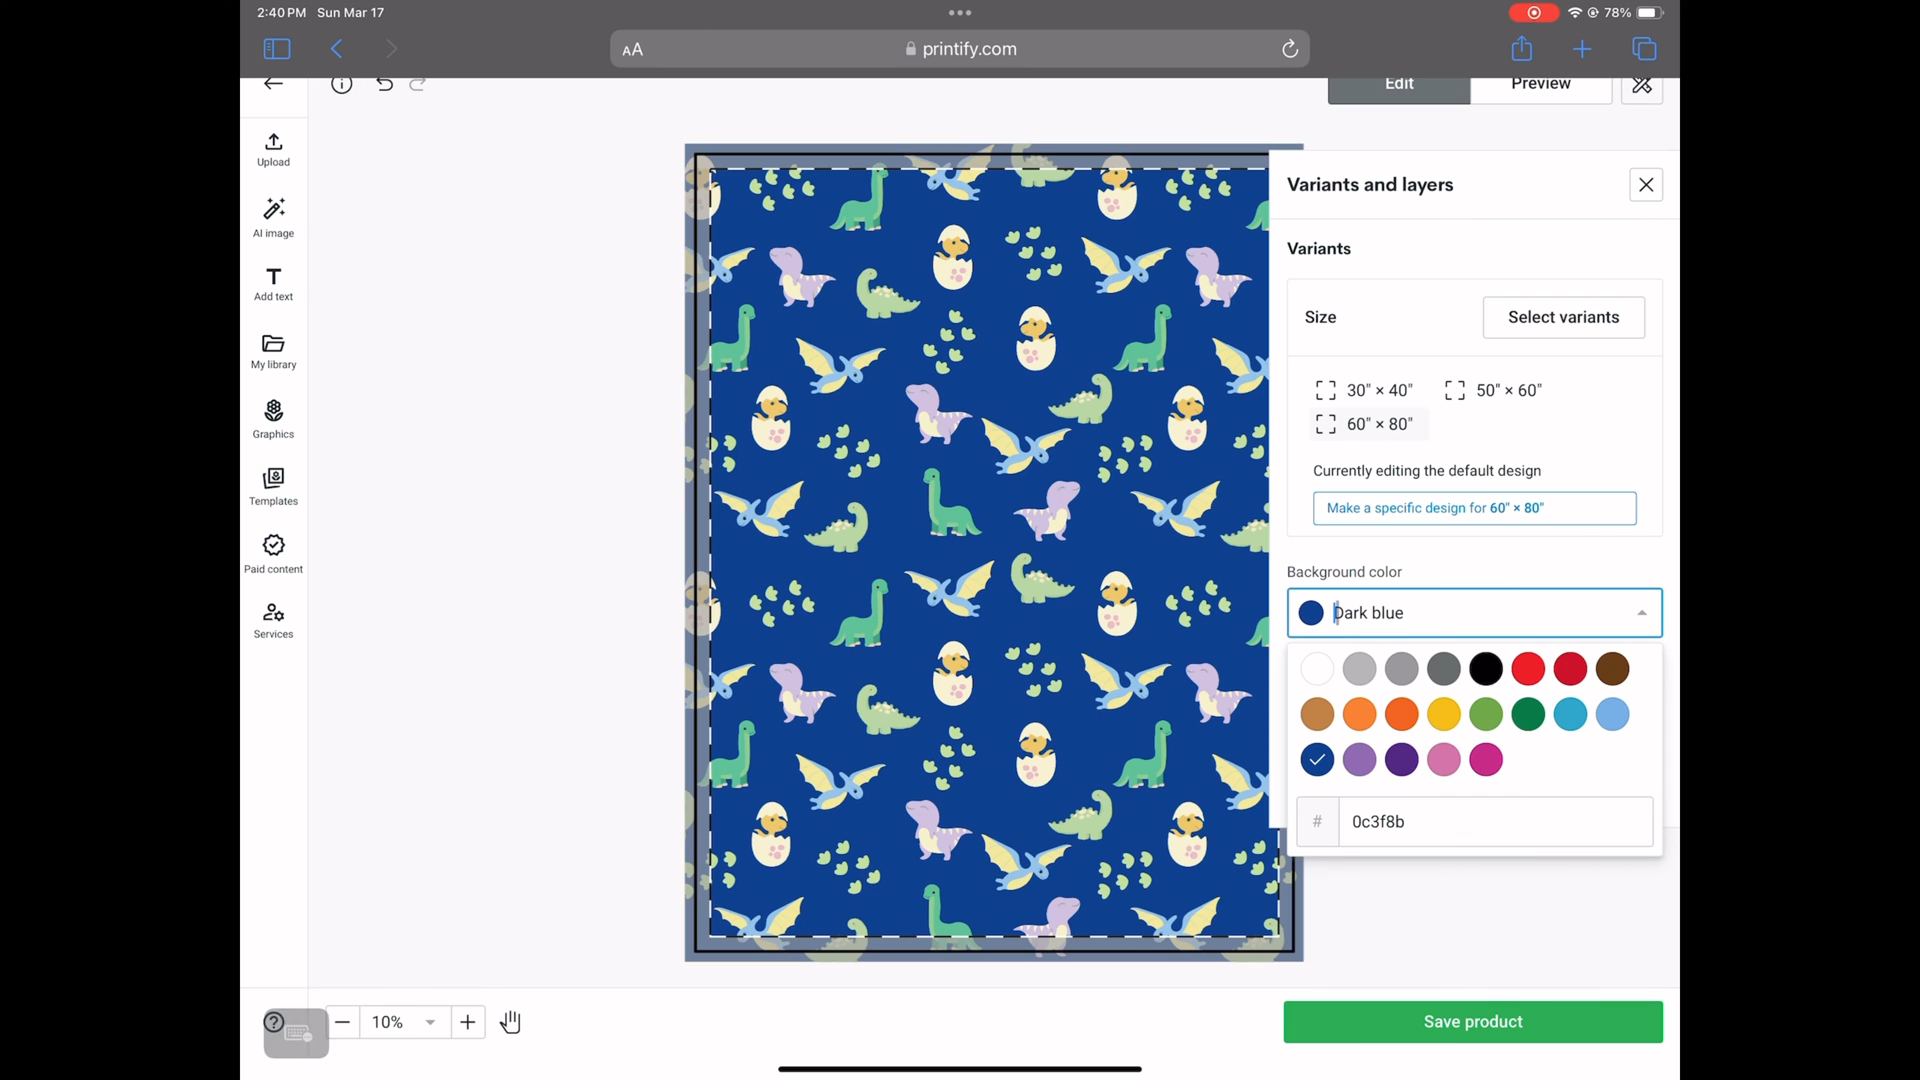 2:40 PM Sun Mar 17
78%
AA
printify.com
Edit
Preview
Upload
AI image
Add text
My library
Graphics
Templates
Paid content
Services
Variants and layers
Variants
Size
Select variants
30" × 40"
50" × 60"
60" × 80"
Currently editing the default design
Make a specific design for 60" × 80"
Background color
Dark blue
# 0c3f8b
10%
Save product